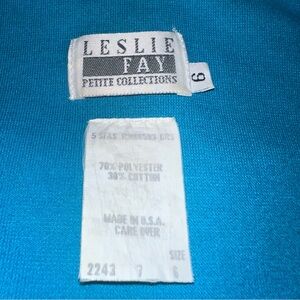 LESLIE
FAY
PETITE COLLECTIONS
6
70% POLYESTER
30% COTTON
MADE IN U.S.A.
CARE OVER
SIZE
2243 7 6